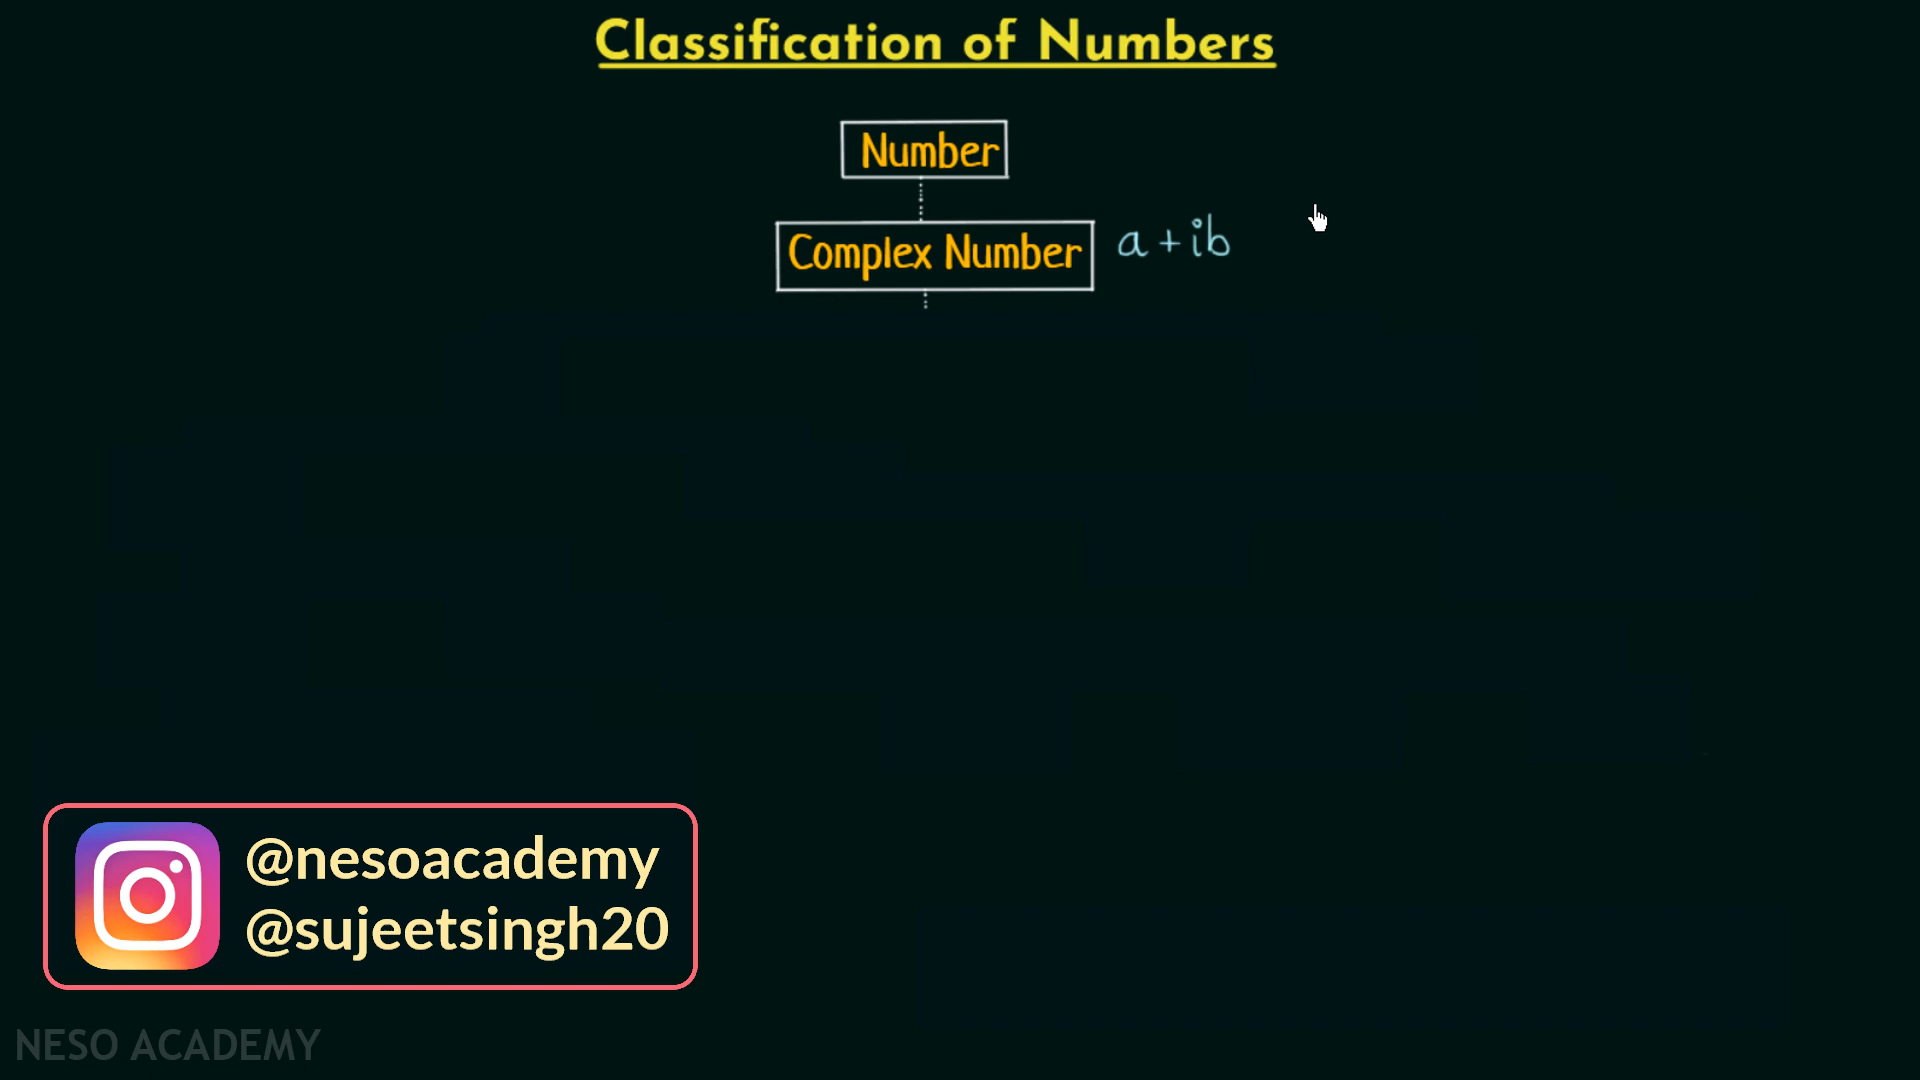 Classification of Numbers
Number
Complex Number a + ib
@nesoacademy
@sujeetsingh20
NESO ACADEMY